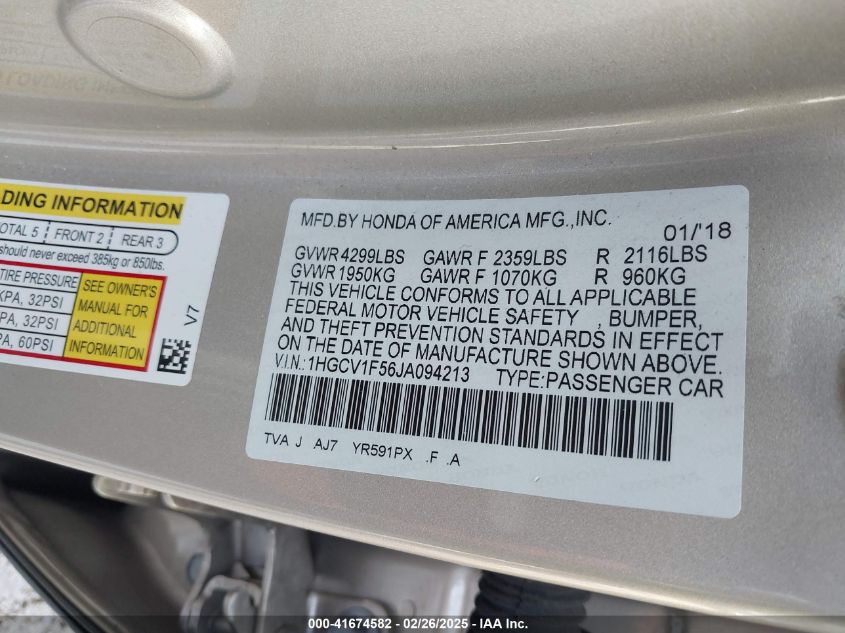 DING INFORMATION
OTAL 5 FRONT 2 REAR 3
should never exceed 385kg or 850lbs.
TIRE PRESSURE
KPA, 32PSI
PA, 32PSI
PA, 60PSI
SEE OWNER'S
MANUAL FOR
ADDITIONAL
INFORMATION
V7
MFD.BY HONDA OF AMERICA MFG.,INC. 01/'18
GVWR 4299LBS GAWR F 2359LBS R 2116LBS
GVWR 1950KG GAWR F 1070KG R 960KG
THIS VEHICLE CONFORMS TO ALL APPLICABLE
FEDERAL MOTOR VEHICLE SAFETY , BUMPER,
AND THEFT PREVENTION STANDARDS IN EFFECT
ON THE DATE OF MANUFACTURE SHOWN ABOVE.
V.I.N.:1HGCV1F56JA094213 TYPE:PASSENGER CAR
TVA J AJ7 YR591PX .F .A
000-41674582 - 02/26/2025 - IAA Inc.